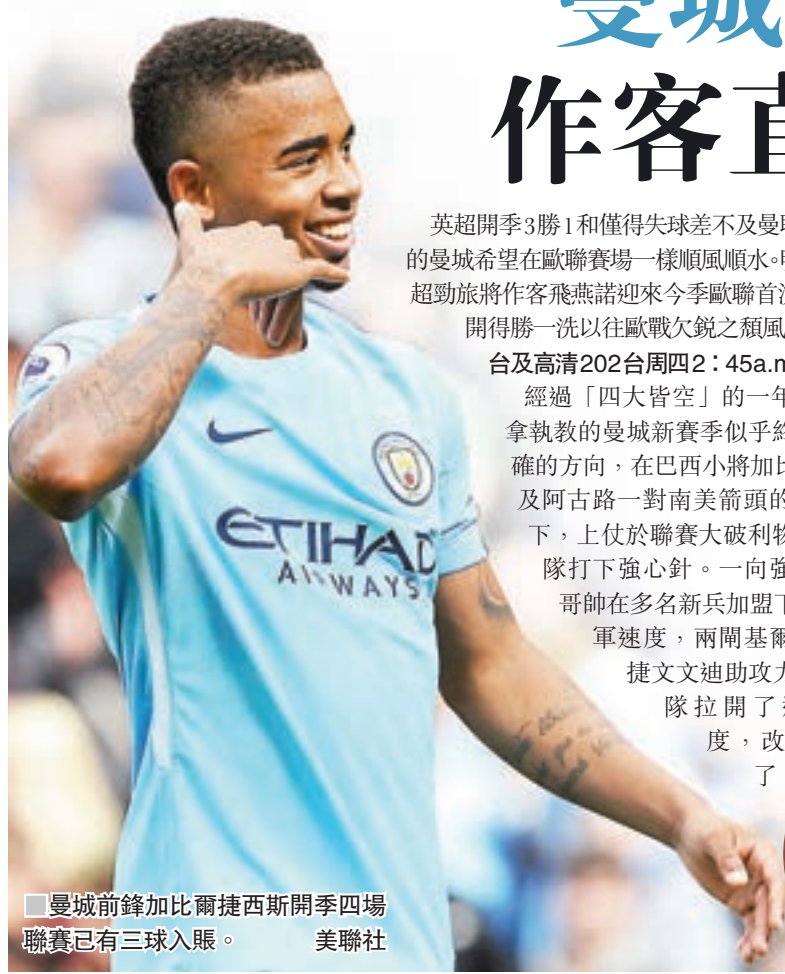 曼城
作客直
英超開季3勝1和僅得失球差不及曼聯
的曼城希望在歐聯賽場一樣順風順水。
超勁旅將作客飛燕諾迎來今季歐聯首
開得勝一洗以往歐戰欠銳之頹風
台及高清202台周四2：45a.m
經過「四大皆空」的一年
拿執教的曼城新賽季似乎
確的方向，在巴西小將加比
及阿古路一對南美箭頭的
下，上仗於聯賽大破利物
隊打下強心針。一向強
哥帥在多名新兵加盟下
軍速度，兩閘基爾
捷文文迪助攻力
隊拉開了
度，改
了
ETIHAD
AIRWAYS
■曼城前鋒加比爾捷西斯開季四場
聯賽已有三球入賬。 美聯社